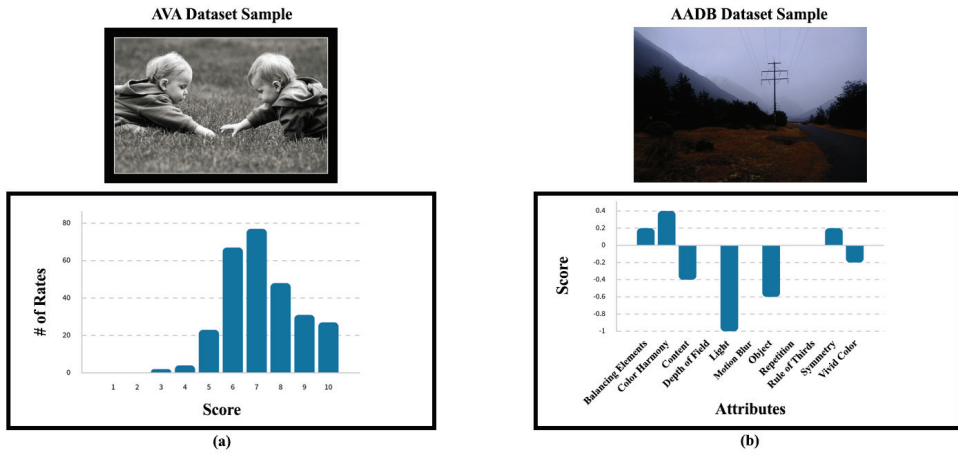 AVA Dataset Sample
80
60
40
20
0
# of Rates
1 2 3 4 5 6 7 8 9 10
Score
(a)
AADB Dataset Sample
0.4
0.2
0
-0.2
-0.4
-0.6
-0.8
-1
Score
Balancing Elements
Color Harmony
Content
Depth of Field
Light
Motion Blur
Object
Repetition
Rule of Thirds
Symmetry
Vivid Color
Attributes
(b)